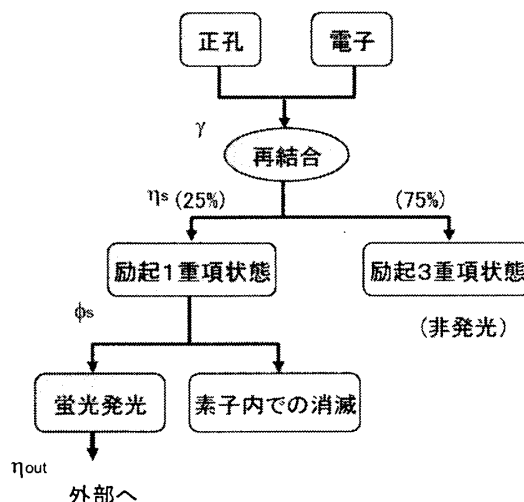 正孔
電子
γ
再結合
ηs (25%)
(75%)
励起1重項状態
励起3重項状態
(非発光)
ϕs
蛍光発光
素子内での消滅
ηout
外部へ